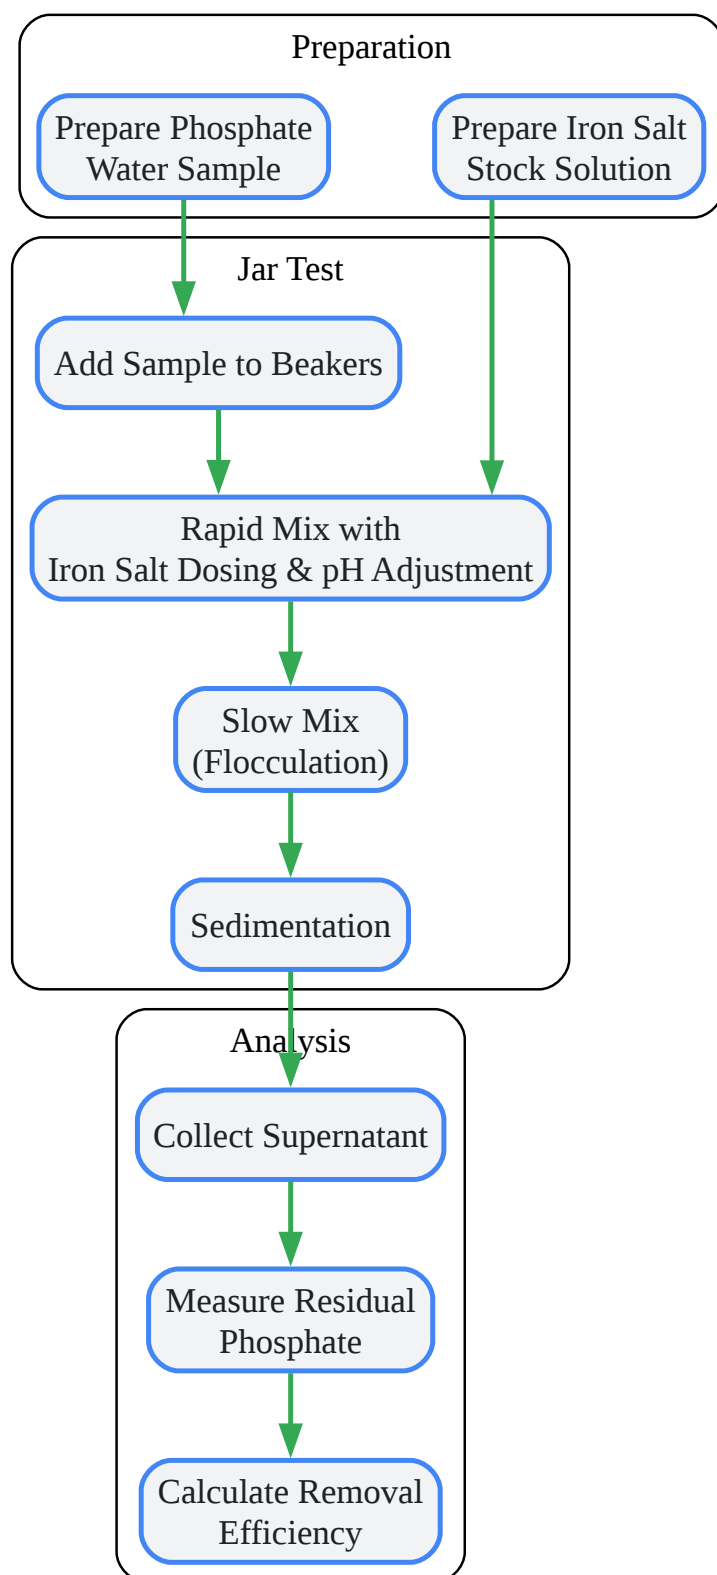 Preparation
Prepare Phosphate
Water Sample
Prepare Iron Salt
Stock Solution
Jar Test
Add Sample to Beakers
Rapid Mix with
Iron Salt Dosing & pH Adjustment
Slow Mix
(Flocculation)
Sedimentation
Analysis
Collect Supernatant
Measure Residual
Phosphate
Calculate Removal
Efficiency